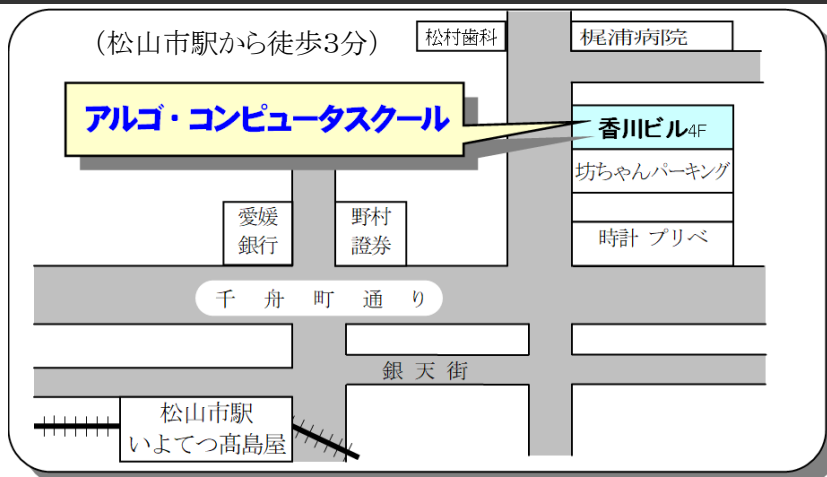 (松山市駅から徒歩3分)
松村歯科
梶浦病院
アルゴ・コンピュータスクール
香川ビル4F
坊ちゃんパーキング
愛媛
銀行
野村
證券
時計 プリベ
千舟町通り
銀天街
松山市駅
いよてつ髙島屋